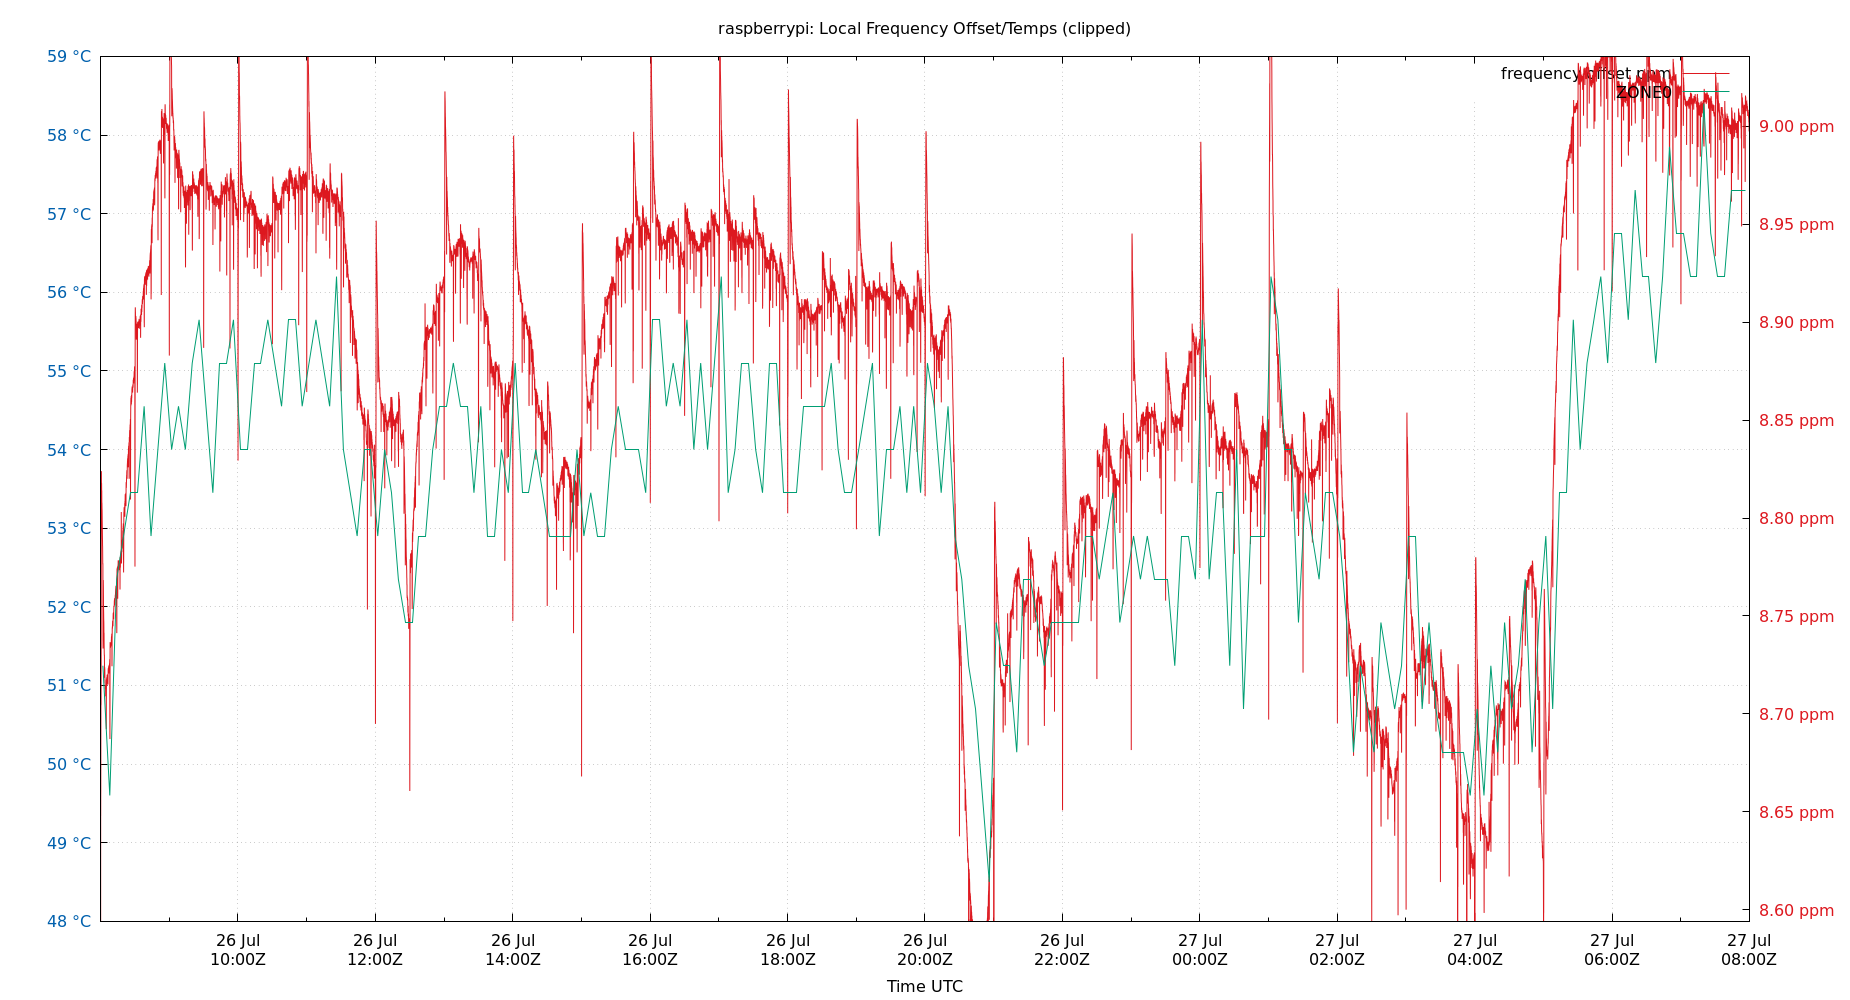 raspberrypi: Local Frequency Offset/Temps (clipped)
59 °C
58 °C
57 °C
56 °C
55 °C
54 °C
53 °C
52 °C
51 °C
50 °C
49 °C
48 °C
frequency offset ppm
ZONE0
9.00 ppm
8.95 ppm
8.90 ppm
8.85 ppm
8.80 ppm
8.75 ppm
8.70 ppm
8.65 ppm
8.60 ppm
26 Jul 26 Jul 26 Jul 26 Jul 26 Jul 26 Jul 26 Jul 27 Jul 27 Jul 27 Jul 27 Jul 27 Jul
10:00Z 12:00Z 14:00Z 16:00Z 18:00Z 20:00Z 22:00Z 00:00Z 02:00Z 04:00Z 06:00Z 08:00Z
Time UTC